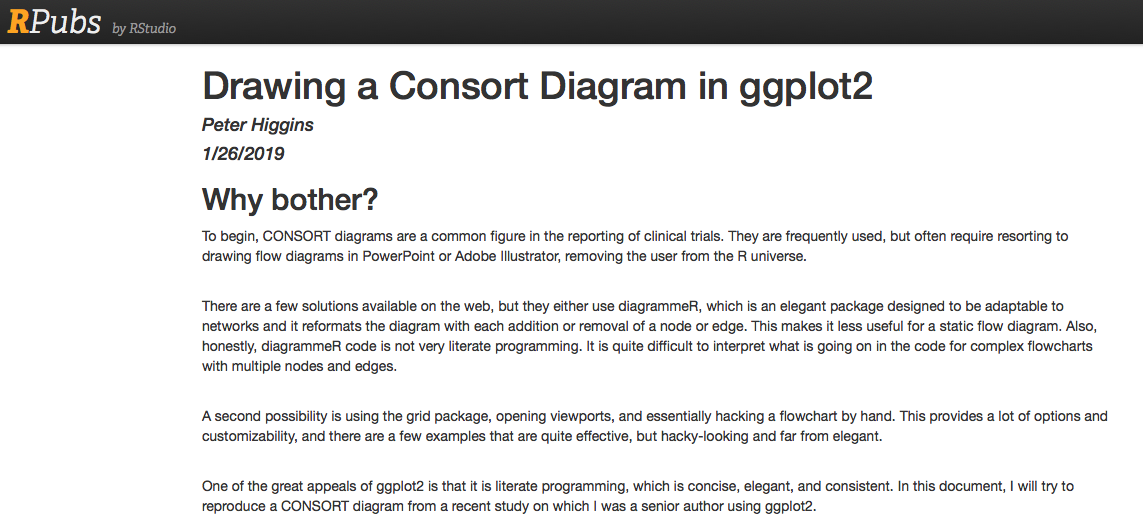 RPubs by RStudio
Drawing a Consort Diagram in ggplot2
Peter Higgins
1/26/2019
Why bother?
To begin, CONSORT diagrams are a common figure in the reporting of clinical trials. They are frequently used, but often require resorting to
drawing flow diagrams in PowerPoint or Adobe Illustrator, removing the user from the R universe.
There are a few solutions available on the web, but they either use diagrammeR, which is an elegant package designed to be adaptable to
networks and it reformats the diagram with each addition or removal of a node or edge. This makes it less useful for a static flow diagram. Also,
honestly, diagrammeR code is not very literate programming. It is quite difficult to interpret what is going on in the code for complex flowcharts
with multiple nodes and edges.
A second possibility is using the grid package, opening viewports, and essentially hacking a flowchart by hand. This provides a lot of options and
customizability, and there are a few examples that are quite effective, but hacky-looking and far from elegant.
One of the great appeals of ggplot2 is that it is literate programming, which is concise, elegant, and consistent. In this document, I will try to
reproduce a CONSORT diagram from a recent study on which I was a senior author using ggplot2.